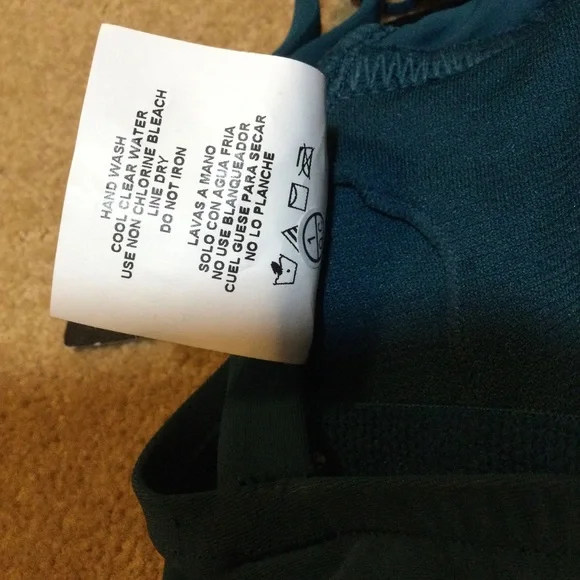 HAND WASH
COOL CLEAR WATER
USE NON CHLORINE BLEACH
LINE DRY
DO NOT IRON
LAVAS A MANO
SOLO CON AGUA FRIA
NO USE BLANQUEADOR
CUEL GUESE PARA SECAR
NO LO PLANCHE